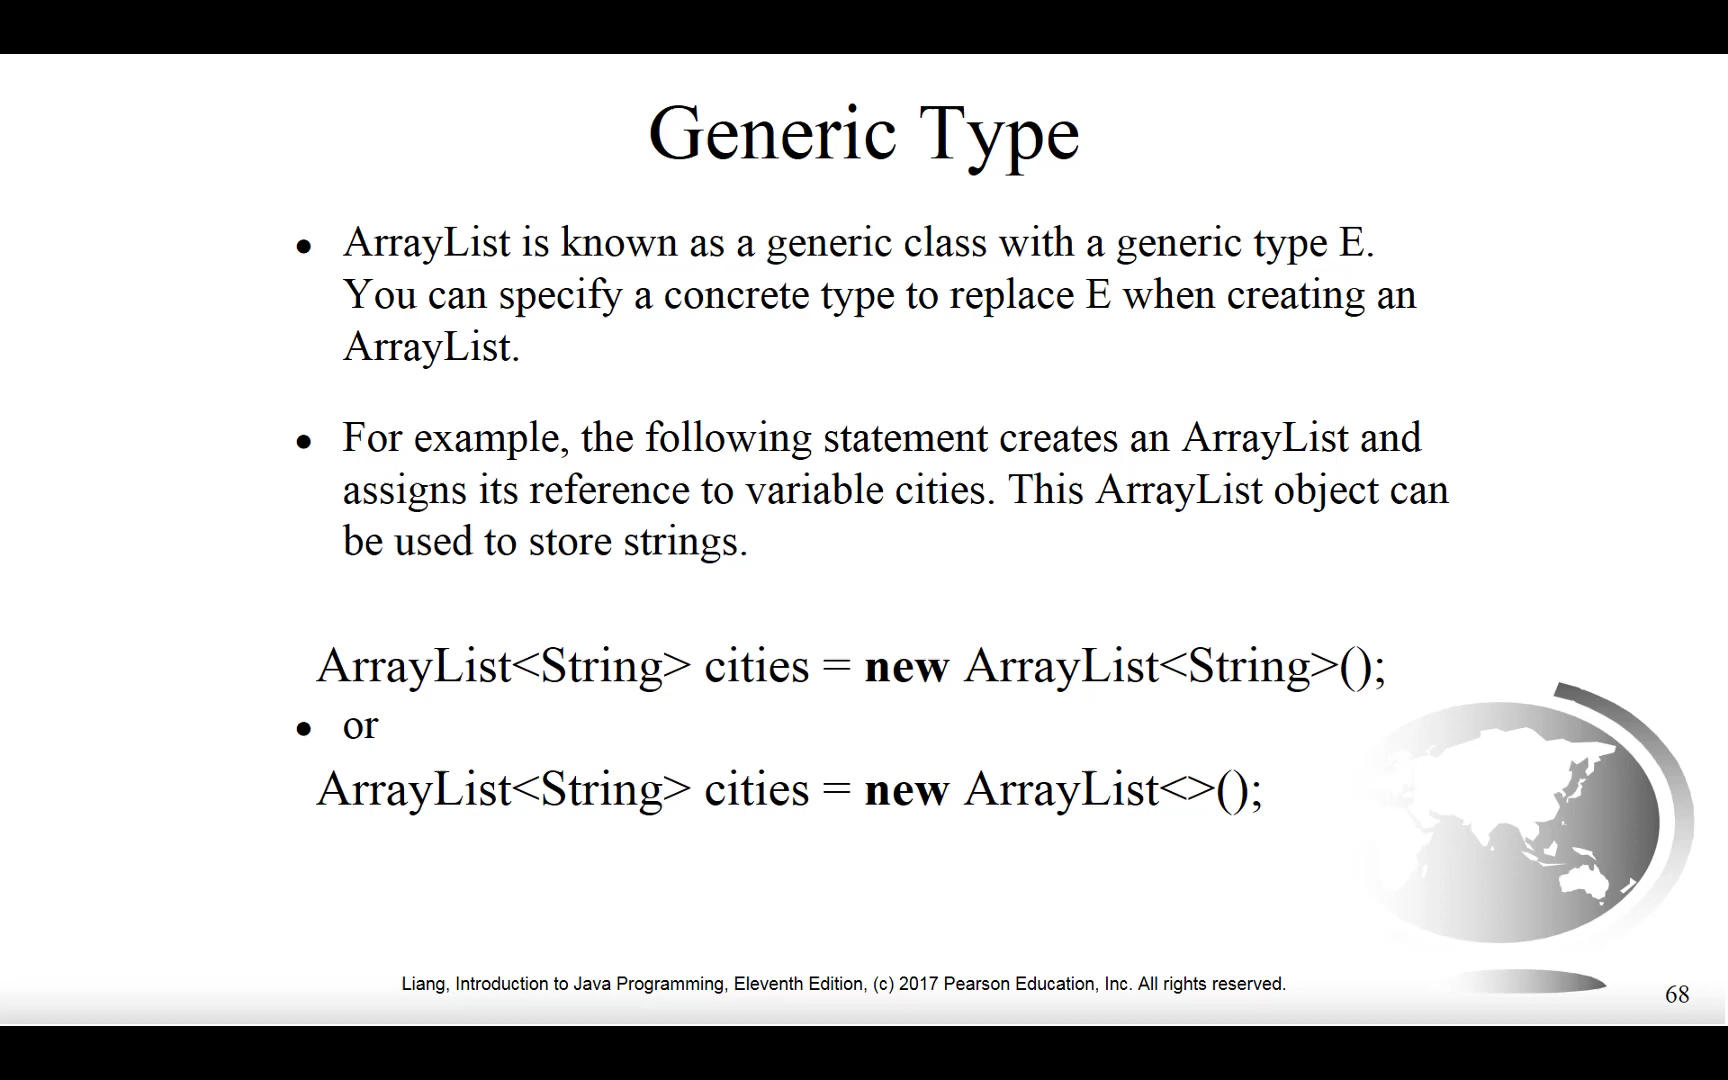 Generic Type
• ArrayList is known as a generic class with a generic type E.
You can specify a concrete type to replace E when creating an
ArrayList.
• For example, the following statement creates an ArrayList and
assigns its reference to variable cities. This ArrayList object can
be used to store strings.
ArrayList<String> cities = new ArrayList<String>();
• or
ArrayList<String> cities = new ArrayList<>();
Liang, Introduction to Java Programming, Eleventh Edition, (c) 2017 Pearson Education, Inc. All rights reserved.
68